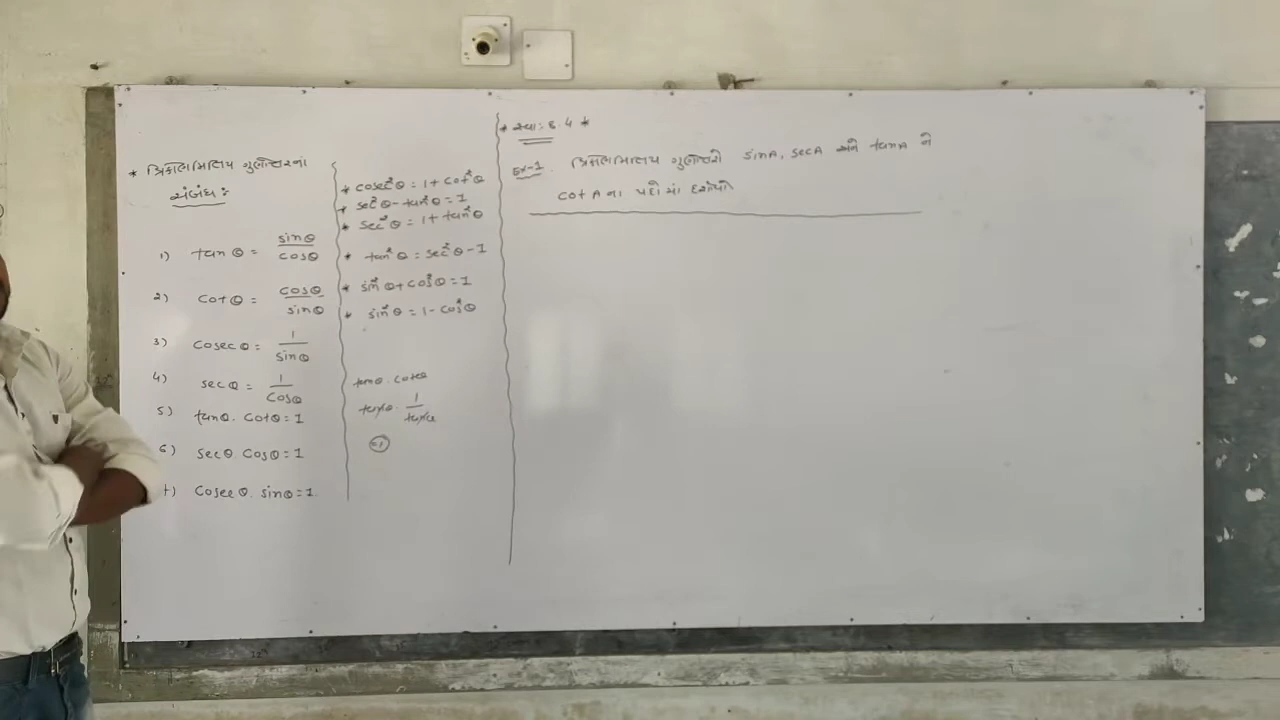 * ત્રિકોણમિતિય ગુણોત્તરનાં
સંબંધ :
1) tan θ = sinθ / cosθ
2) cot θ = cosθ / sinθ
3) cosec θ = 1 / sinθ
4) sec θ = 1 / cosθ
5) tanθ . cotθ = 1
6) secθ cosθ = 1
7) cosec θ . sinθ = 1
* cosec²θ = 1 + cot²θ
* sec²θ - tan²θ = 1
* sec²θ = 1 + tan²θ
* tan²θ = sec²θ - 1
* sin²θ + cos²θ = 1
* sin²θ = 1 - cos²θ
tanθ . cotθ
tanθ . 1 / tanθ
= 1
* સ્વા : 8.4 *
Ex-1. ત્રિકોણમિતિય ગુણોત્તરો sinA, secA અને tanA ને
cot A ના પદોમાં દર્શાવો